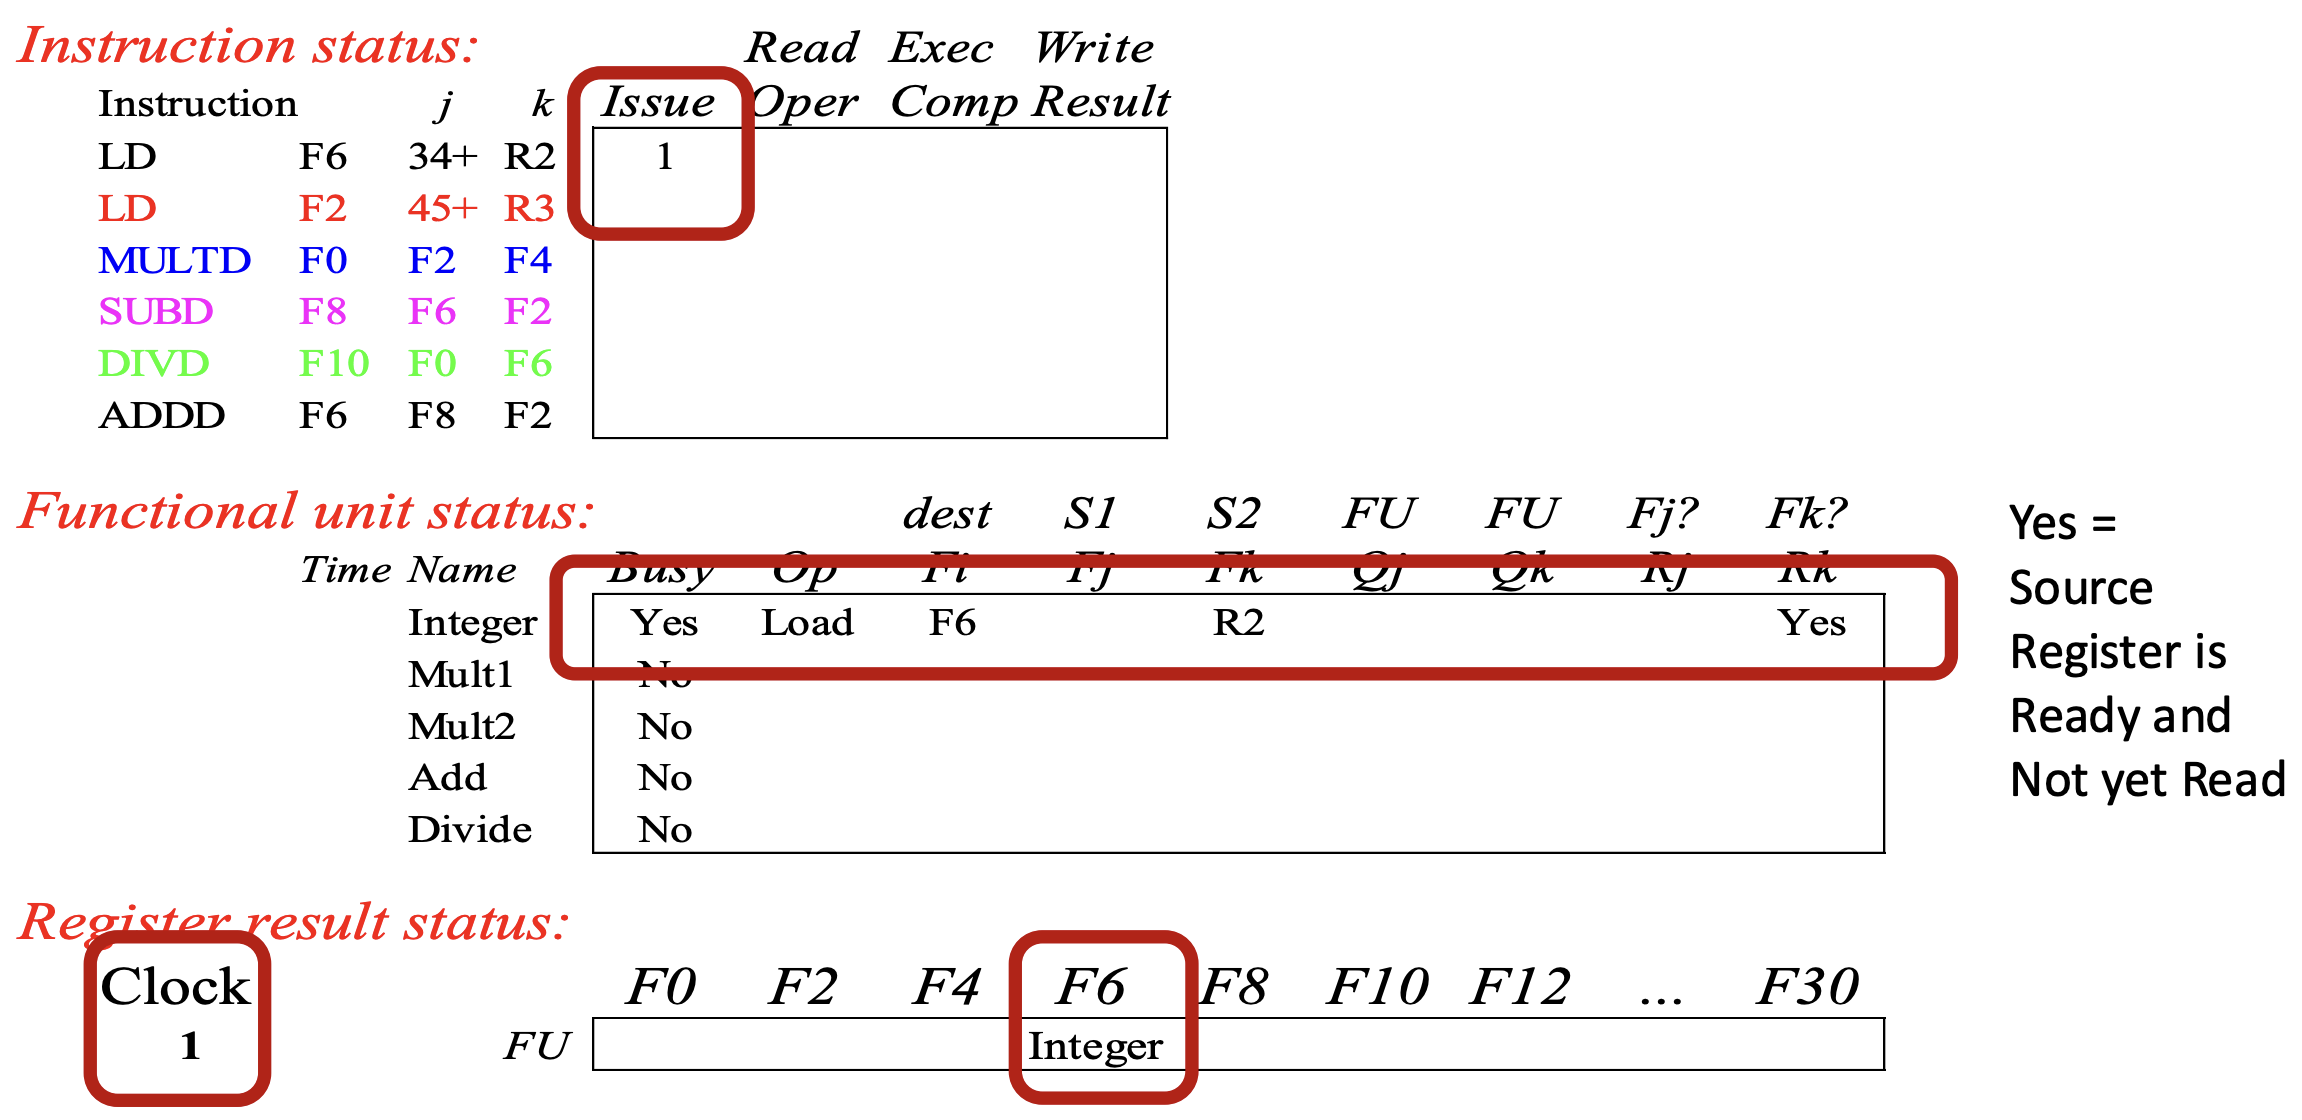 Instruction status: Read Exec Write
Instruction j k Issue Oper Comp Result
LD F6 34+ R2 1
LD F2 45+ R3
MULTD F0 F2 F4
SUBD F8 F6 F2
DIVD F10 F0 F6
ADDD F6 F8 F2
Functional unit status: dest S1 S2 FU FU Fj? Fk?
Time Name Busy Op Fi Fj Fk Qj Qk Rj Rk
Integer Yes Load F6 R2 Yes
Mult1 No
Mult2 No
Add No
Divide No
Yes =
Source
Register is
Ready and
Not yet Read
Register result status:
Clock F0 F2 F4 F6 F8 F10 F12 ... F30
1 FU Integer